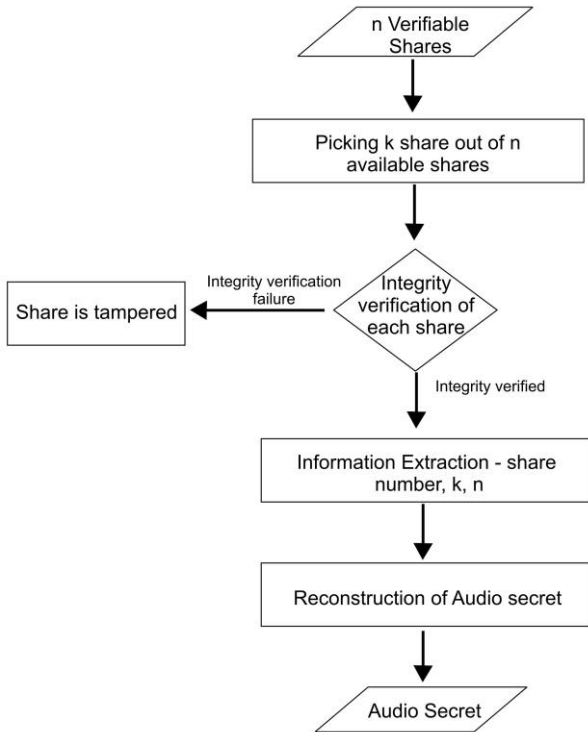 n Verifiable
Shares
Picking k share out of n
available shares
Integrity
verification of
each share
Integrity verification
failure
Share is tampered
Integrity verified
Information Extraction - share
number, k, n
Reconstruction of Audio secret
Audio Secret